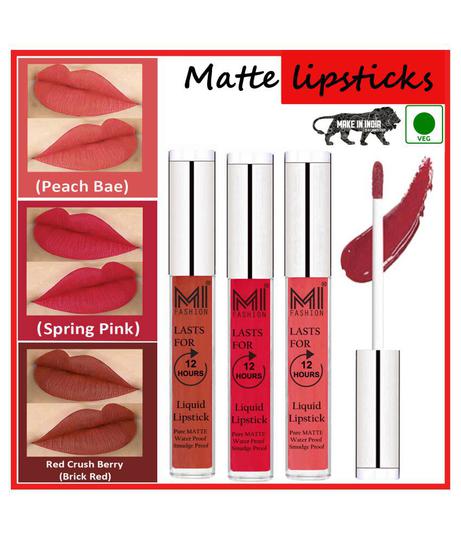 Matte lipsticks
MAKE IN INDIA
VEG
(Peach Bae)
(Spring Pink)
Red Crush Berry
(Brick Red)
MI
FASHION
LASTS
FOR
12
HOURS
Liquid
Lipstick
Pure MATTE
Water Proof
Smudge Proof
MI
FASHION
LASTS
FOR
12
HOURS
Liquid
Lipstick
Pure MATTE
Water Proof
Smudge Proof
MI
FASHION
LASTS
FOR
12
HOURS
Liquid
Lipstick
Pure MATTE
Water Proof
Smudge Proof